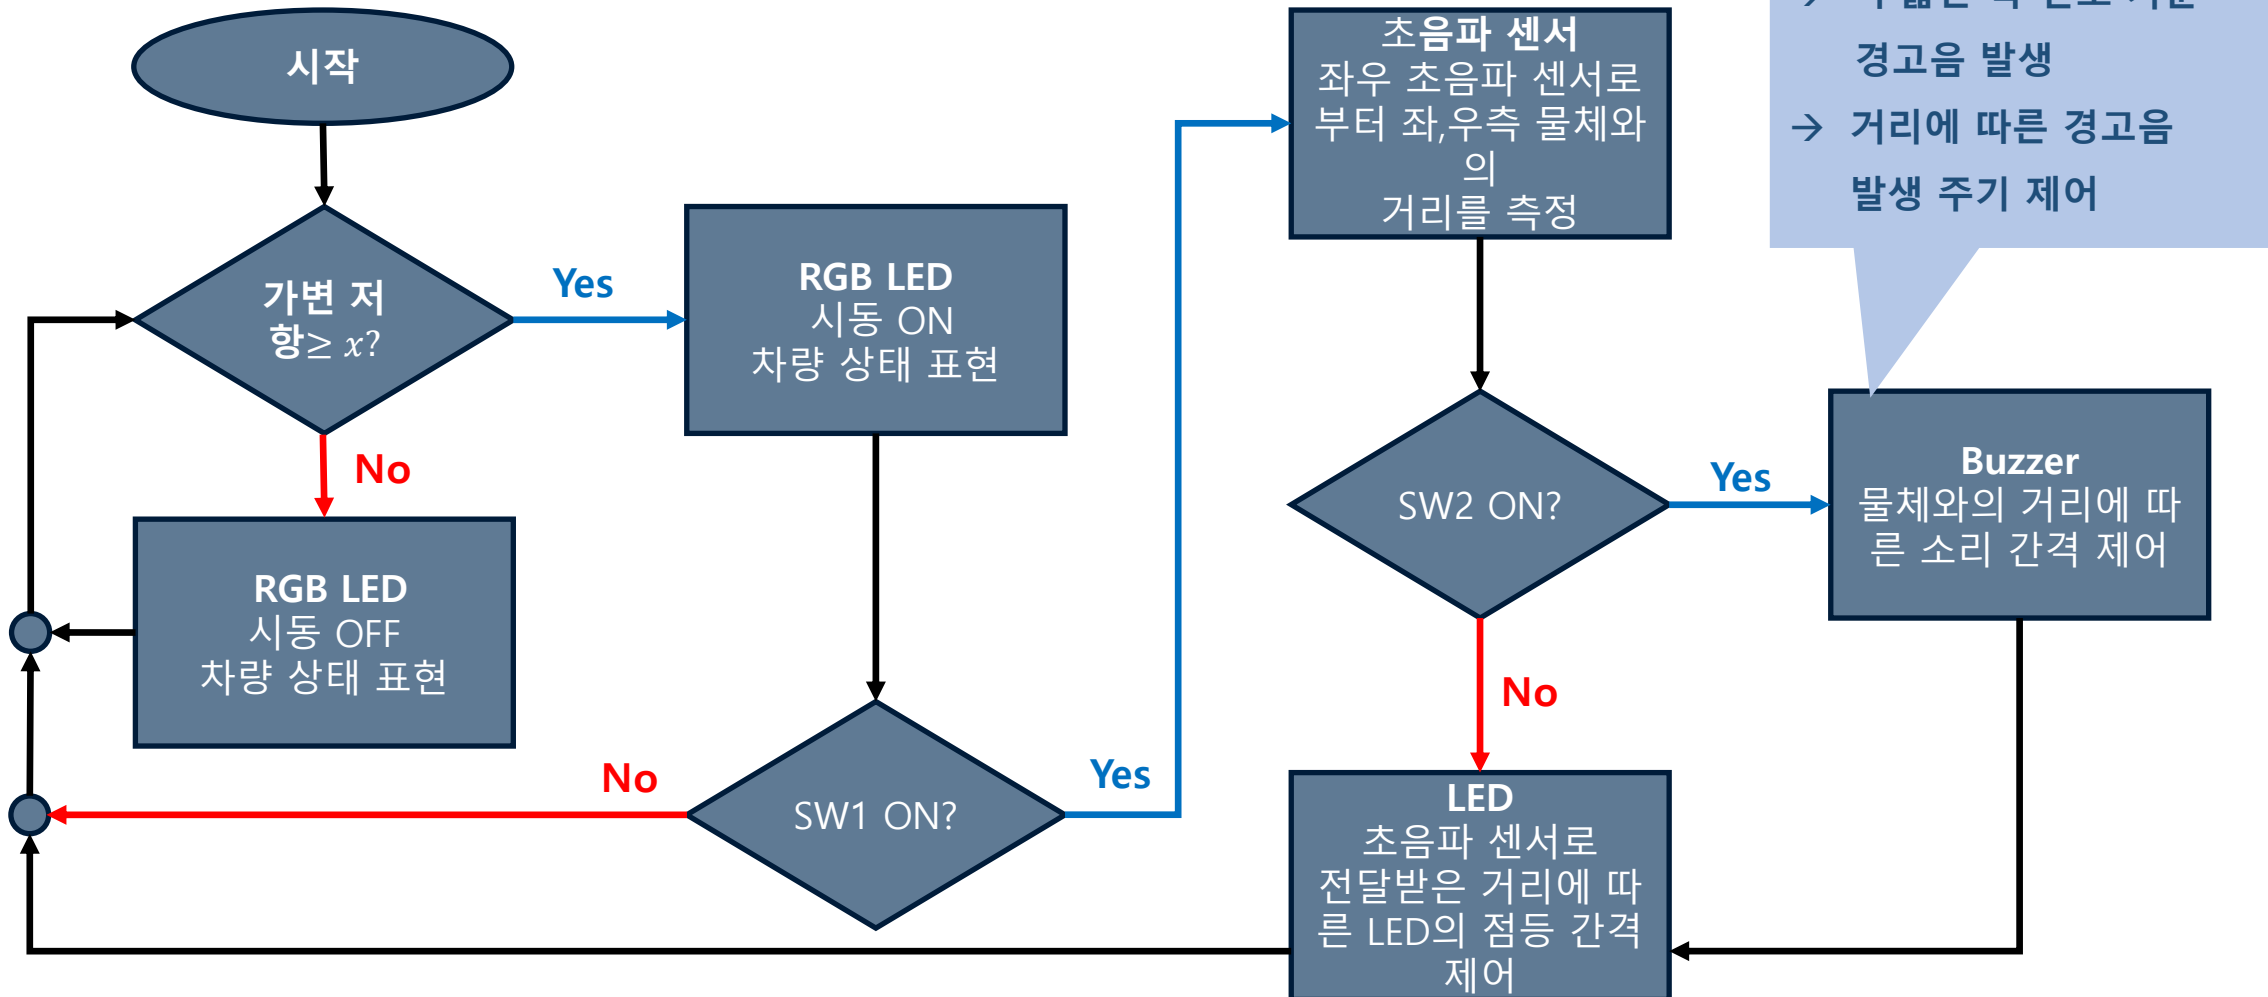 시작
가변 저
항≥ x?
Yes
No
RGB LED
시동 ON
차량 상태 표현
RGB LED
시동 OFF
차량 상태 표현
SW1 ON?
No
Yes
초음파 센서
좌우 초음파 센서로
부터 좌,우측 물체와
의
거리를 측정
SW2 ON?
Yes
No
Buzzer
물체와의 거리에 따
른 소리 간격 제어
LED
초음파 센서로
전달받은 거리에 따
른 LED의 점등 간격
제어
경고음 발생
→ 거리에 따른 경고음
발생 주기 제어